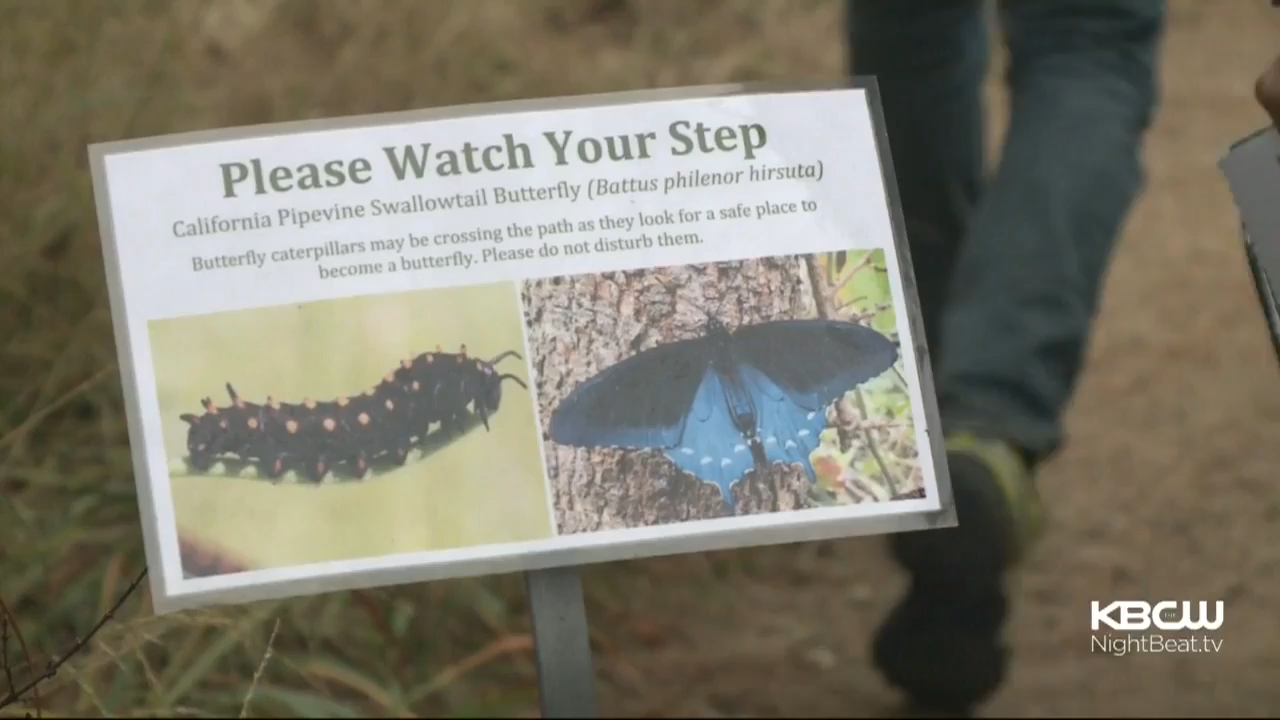 Please Watch Your Step
California Pipevine Swallowtail Butterfly (Battus philenor hirsuta)
Butterfly caterpillars may be crossing the path as they look for a safe place to
become a butterfly. Please do not disturb them.
KBCW
NightBeat.tv